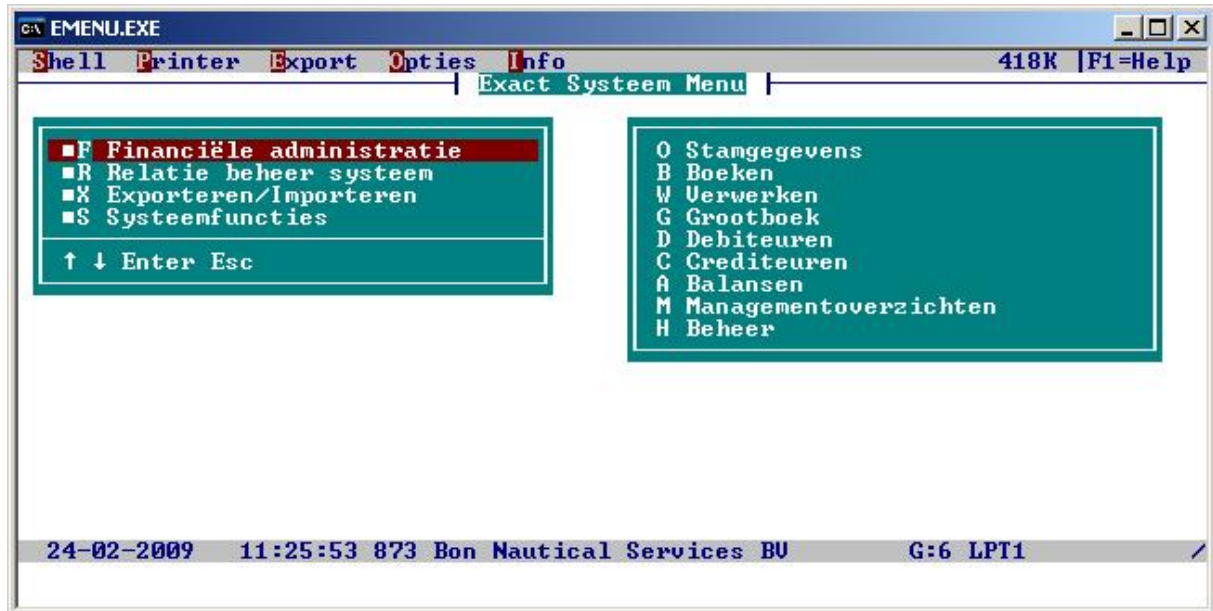 EMENU.EXE
Shell Printer Export Opties Info 418K |F1=Help
Exact Systeem Menu
F Financiële administratie
R Relatie beheer systeem
X Exporteren/Importeren
S Systeemfuncties
↑ ↓ Enter Esc
O Stamgegevens
B Boeken
W Verwerken
G Grootboek
D Debiteuren
C Crediteuren
A Balansen
M Managementoverzichten
H Beheer
24-02-2009 11:25:53 873 Bon Nautical Services BV G:6 LPT1 /